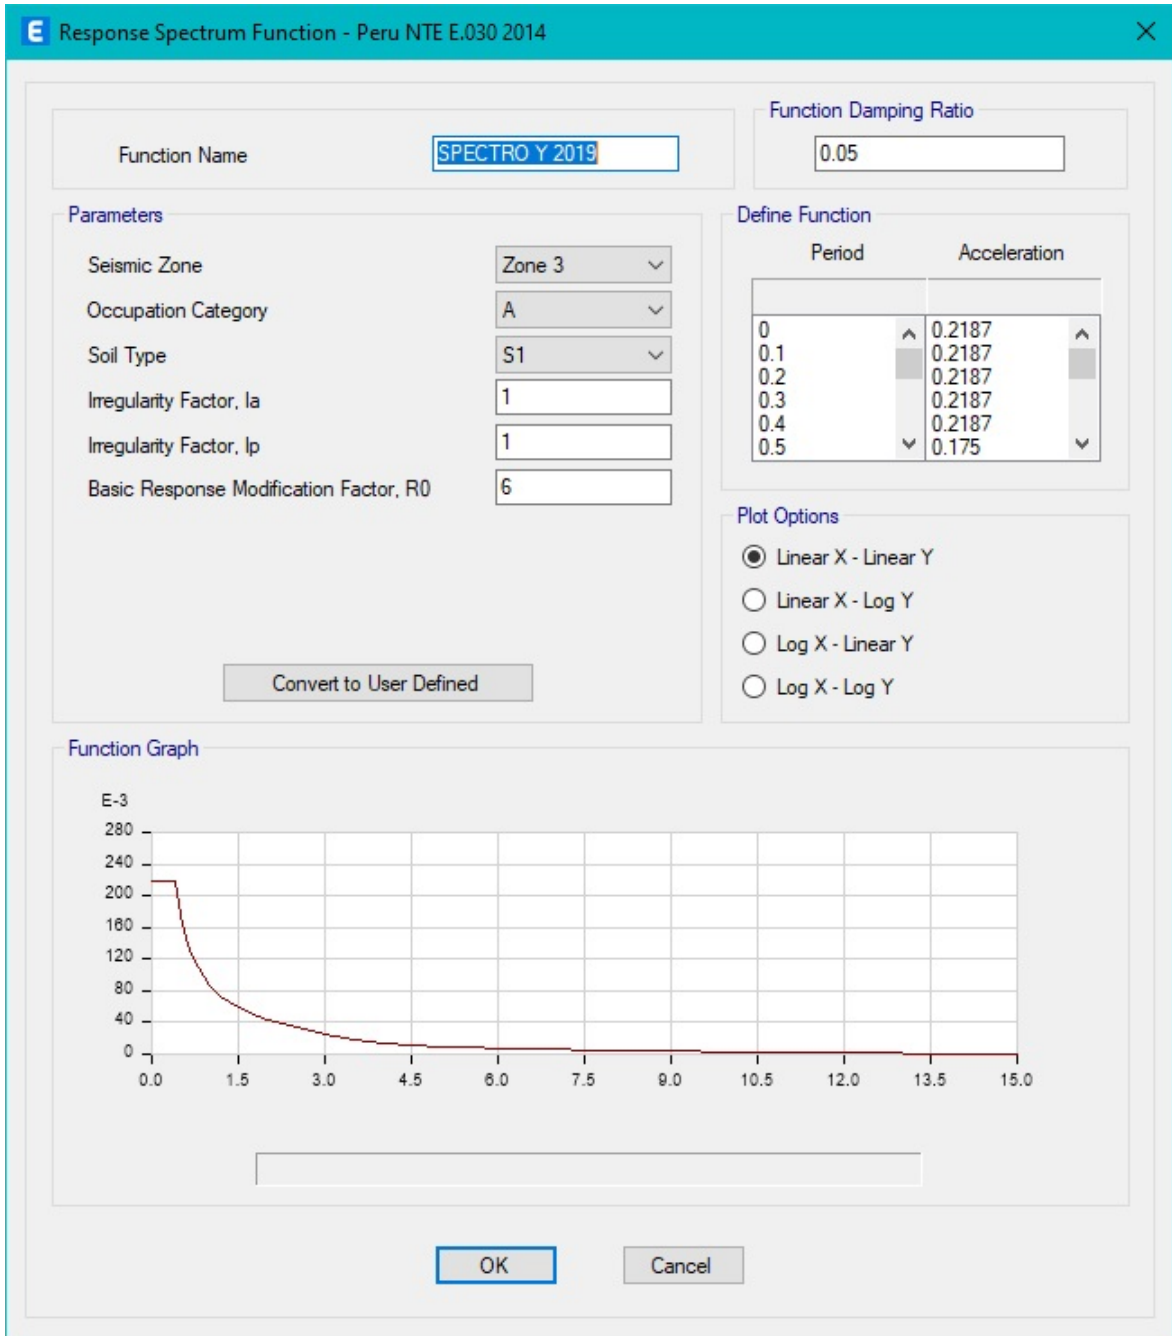 E Response Spectrum Function - Peru NTE E.030 2014
Function Name
SPECTRO Y 2019
Function Damping Ratio
0.05
Parameters
Seismic Zone
Zone 3
Occupation Category
A
Soil Type
S1
Irregularity Factor, Ia
1
Irregularity Factor, Ip
1
Basic Response Modification Factor, R0
6
Convert to User Defined
Define Function
Period Acceleration
0 0.2187
0.1 0.2187
0.2 0.2187
0.3 0.2187
0.4 0.2187
0.5 0.175
Plot Options
Linear X - Linear Y
Linear X - Log Y
Log X - Linear Y
Log X - Log Y
Function Graph
E-3
280
240
200
160
120
80
40
0
0.0 1.5 3.0 4.5 6.0 7.5 9.0 10.5 12.0 13.5 15.0
OK Cancel